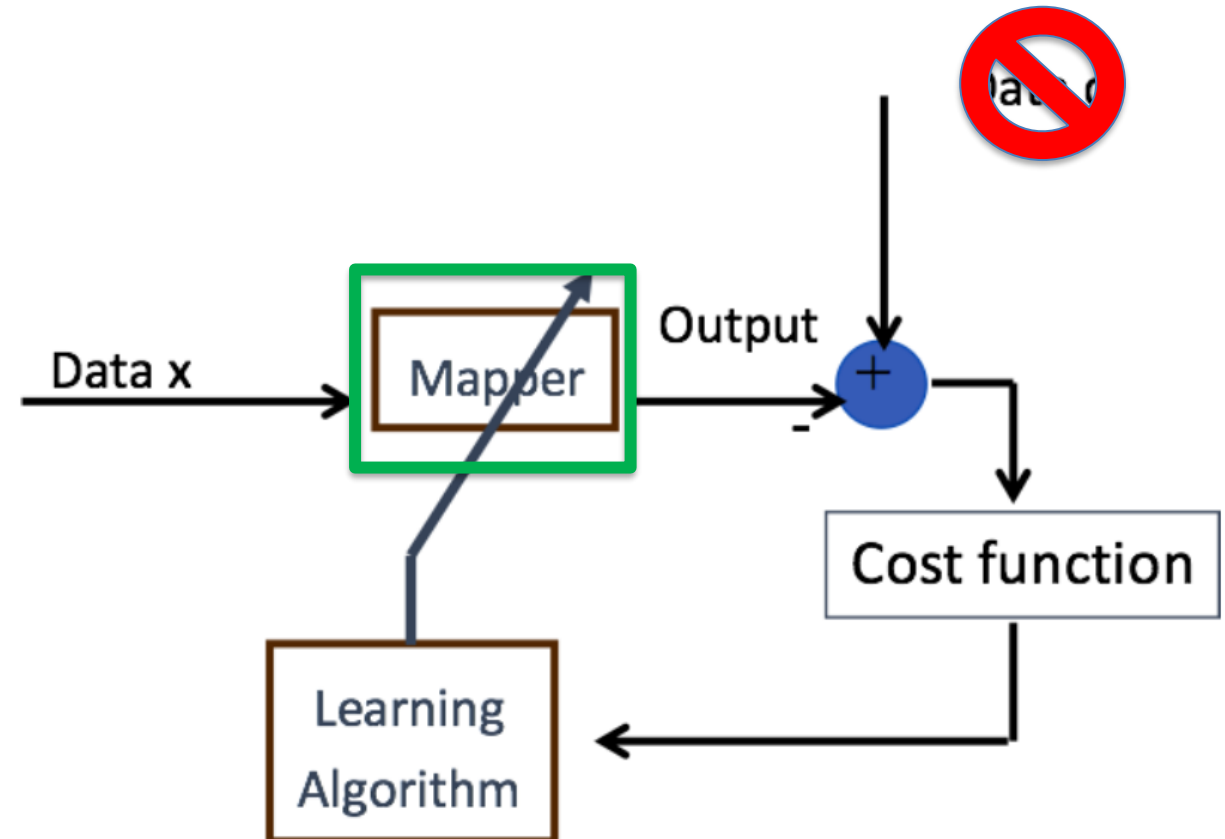 Data x
Mapper
Output
+
-
Cost function
Learning
Algorithm